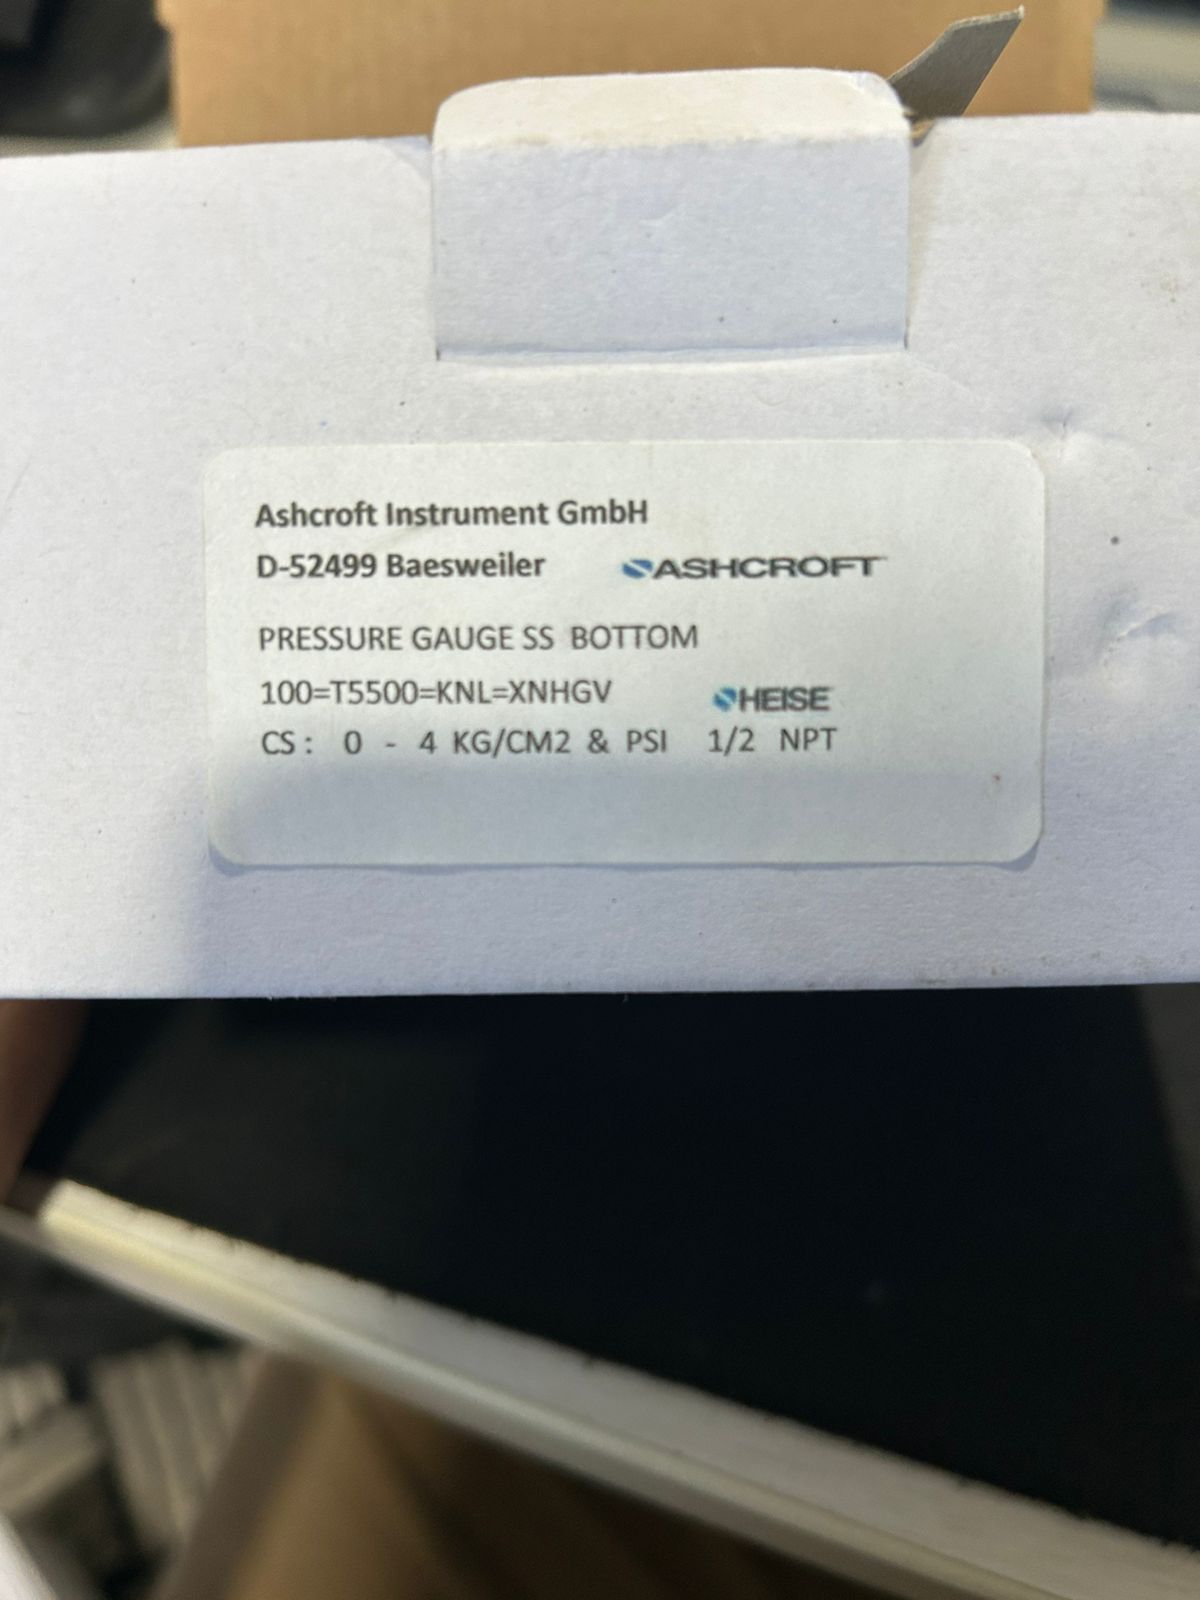 Ashcroft Instrument GmbH
D-52499 Baesweiler ASHCROFT
PRESSURE GAUGE SS BOTTOM
100=T5500=KNL=XNHGV HEISE
CS : 0 - 4 KG/CM2 & PSI 1/2 NPT